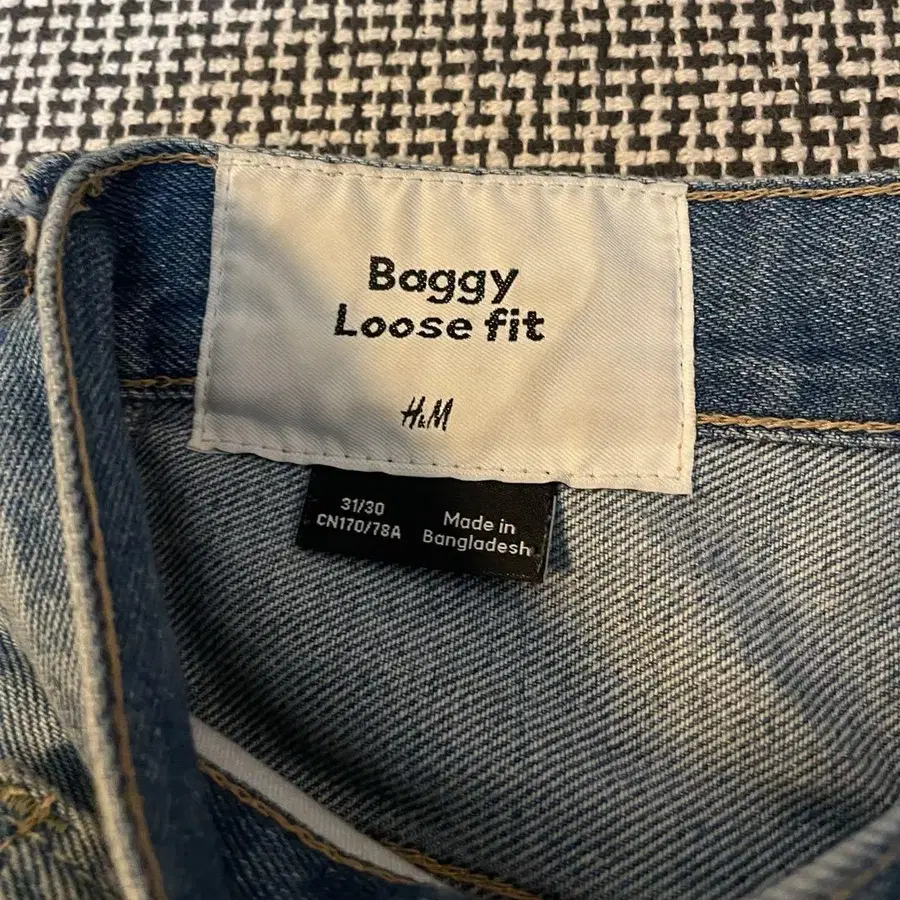 Baggy
Loose fit
H&M
31/30
CN170/78A
Made in
Bangladesh